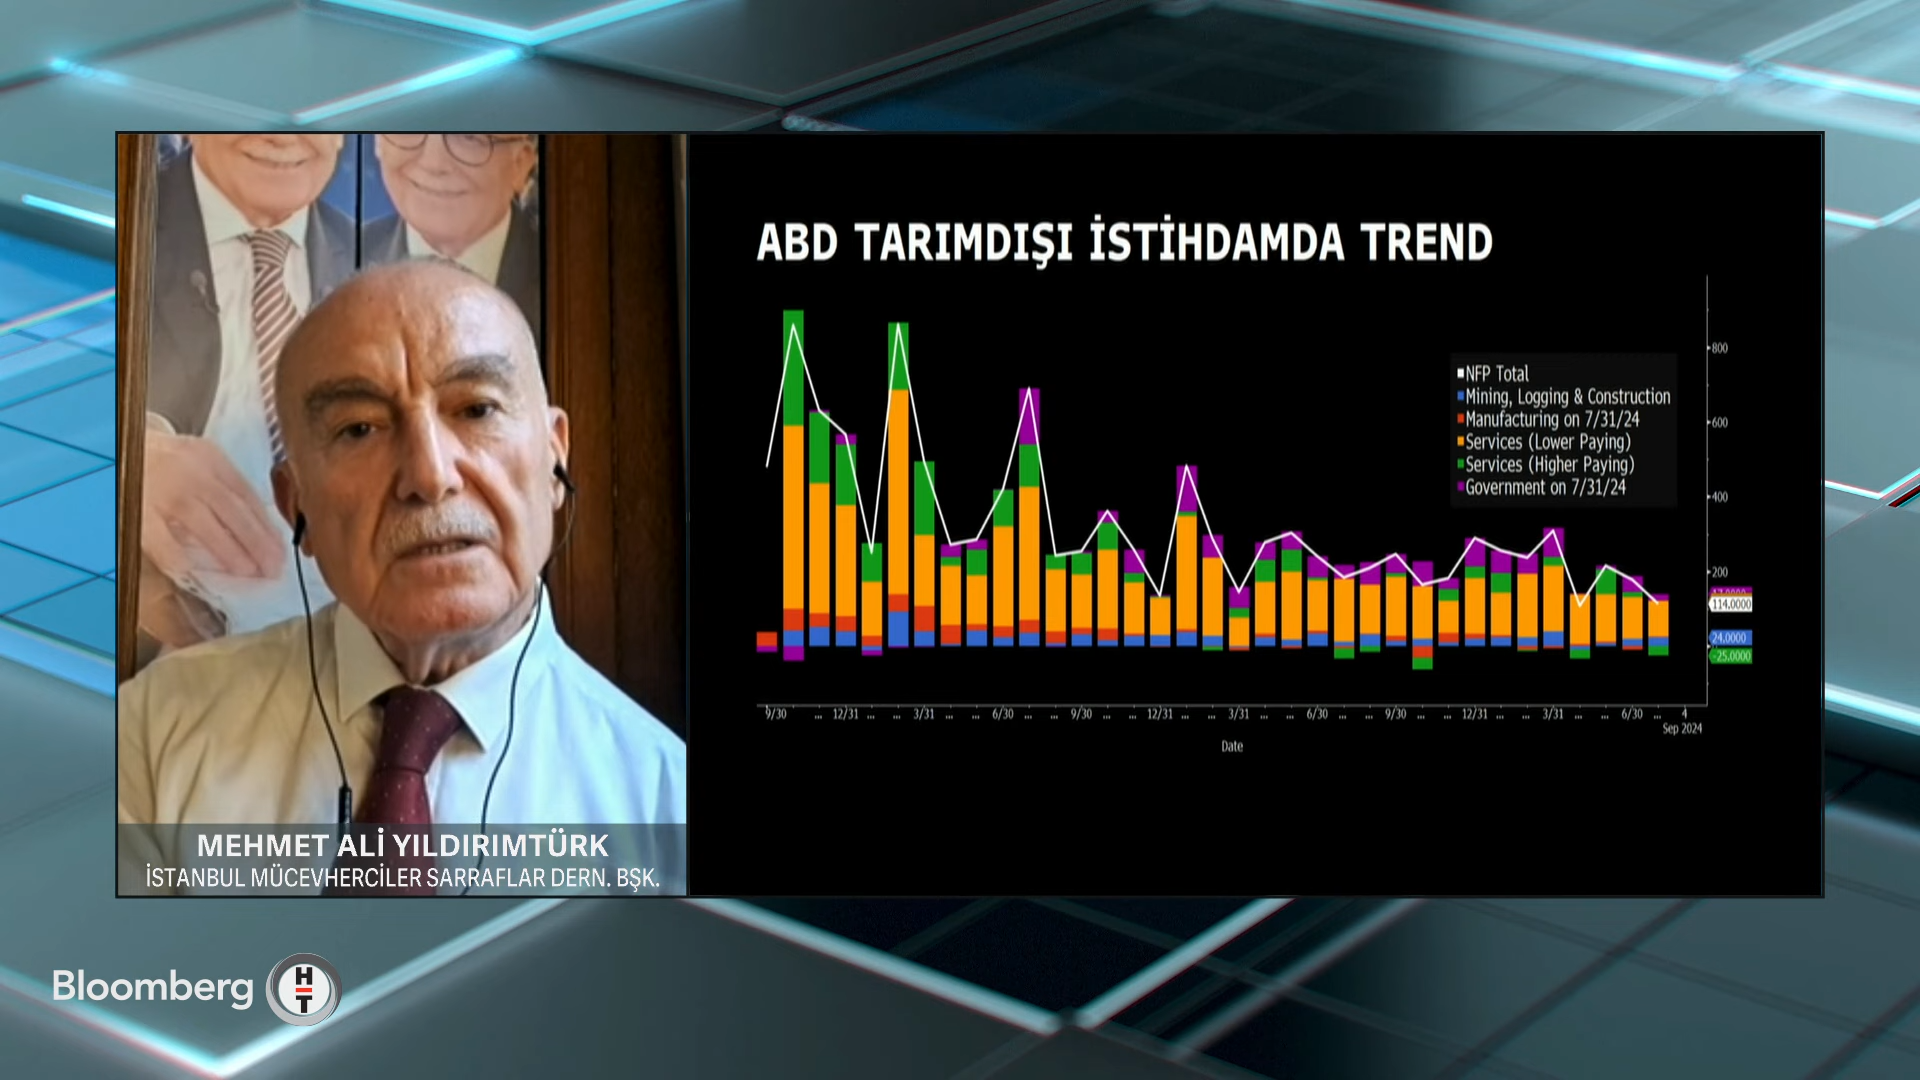 ABD TARIMDIŞI İSTİHDAMDA TREND
NFP Total
Mining, Logging & Construction
Manufacturing on 7/31/24
Services (Lower Paying)
Services (Higher Paying)
Government on 7/31/24
800
600
400
200
114.0000
24.0000
-25.0000
9/30 ... 12/31 ... ... 3/31 ... ... 6/30 ... ... 9/30 ... ... 12/31 ... ... 3/31 ... ... 6/30 ... ... 9/30 ... ... 12/31 ... ... 3/31 ... ... 6/30 ... 4
Sep 2024
Date
MEHMET ALİ YILDIRIMTÜRK
İSTANBUL MÜCEVHERCİLER SARRAFLAR DERN. BŞK.
Bloomberg HT